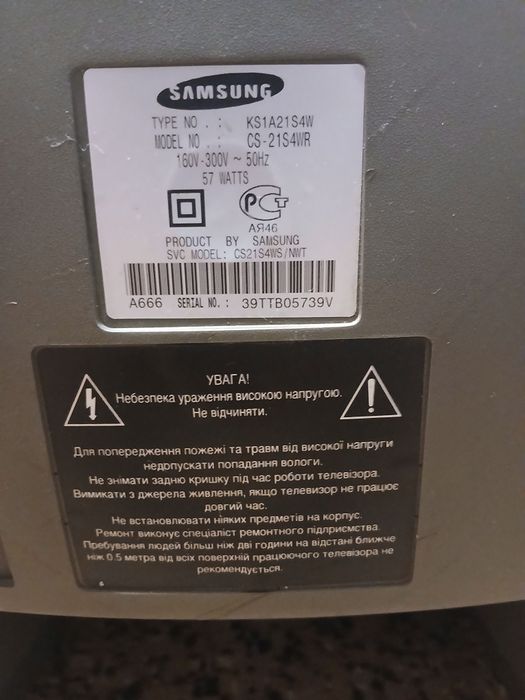 SAMSUNG
TYPE NO . : KS1A21S4W
MODEL NO . : CS-21S4WR
160V-300V ~ 50Hz
57 WATTS
РСТ
АЯ46
PRODUCT BY SAMSUNG
SVC MODEL: CS21S4WS/NWT
A666 SERIAL NO. : 39TTB05739V
УВАГА!
Небезпека ураження високою напругою.
Не відчиняти.
Для попередження пожежі та травм від високої напруги
недопускати попадання вологи.
Не знімати задню кришку під час роботи телевізора.
Вимикати з джерела живлення, якщо телевизор не працює
довгий час.
Не встановлювати ніяких предметів на корпус.
Ремонт виконує спеціаліст ремонтного підприємства.
Пребування людей більш ніж дві години на відстані ближче
ніж 0.5 метра від всіх поверхній працюючого телевізора не
рекомендується.